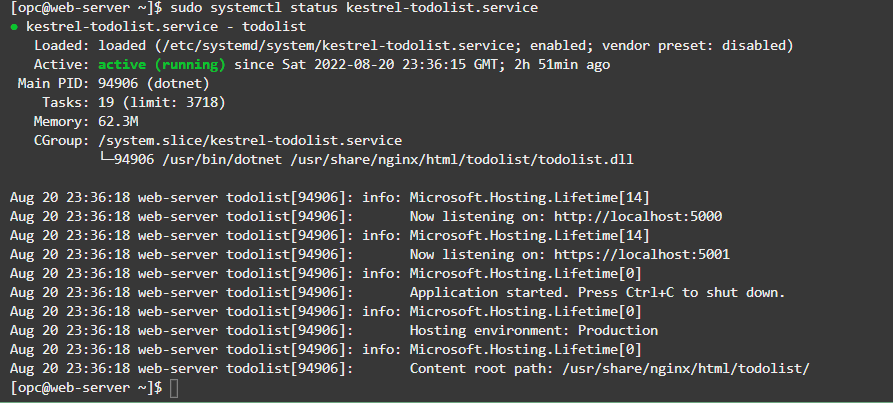 [opc@web-server ~]$ sudo systemctl status kestrel-todolist.service
● kestrel-todolist.service - todolist
   Loaded: loaded (/etc/systemd/system/kestrel-todolist.service; enabled; vendor preset: disabled)
   Active: active (running) since Sat 2022-08-20 23:36:15 GMT; 2h 51min ago
 Main PID: 94906 (dotnet)
    Tasks: 19 (limit: 3718)
   Memory: 62.3M
   CGroup: /system.slice/kestrel-todolist.service
           └─94906 /usr/bin/dotnet /usr/share/nginx/html/todolist/todolist.dll

Aug 20 23:36:18 web-server todolist[94906]: info: Microsoft.Hosting.Lifetime[14]
Aug 20 23:36:18 web-server todolist[94906]:       Now listening on: http://localhost:5000
Aug 20 23:36:18 web-server todolist[94906]: info: Microsoft.Hosting.Lifetime[14]
Aug 20 23:36:18 web-server todolist[94906]:       Now listening on: https://localhost:5001
Aug 20 23:36:18 web-server todolist[94906]: info: Microsoft.Hosting.Lifetime[0]
Aug 20 23:36:18 web-server todolist[94906]:       Application started. Press Ctrl+C to shut down.
Aug 20 23:36:18 web-server todolist[94906]: info: Microsoft.Hosting.Lifetime[0]
Aug 20 23:36:18 web-server todolist[94906]:       Hosting environment: Production
Aug 20 23:36:18 web-server todolist[94906]: info: Microsoft.Hosting.Lifetime[0]
Aug 20 23:36:18 web-server todolist[94906]:       Content root path: /usr/share/nginx/html/todolist/
[opc@web-server ~]$